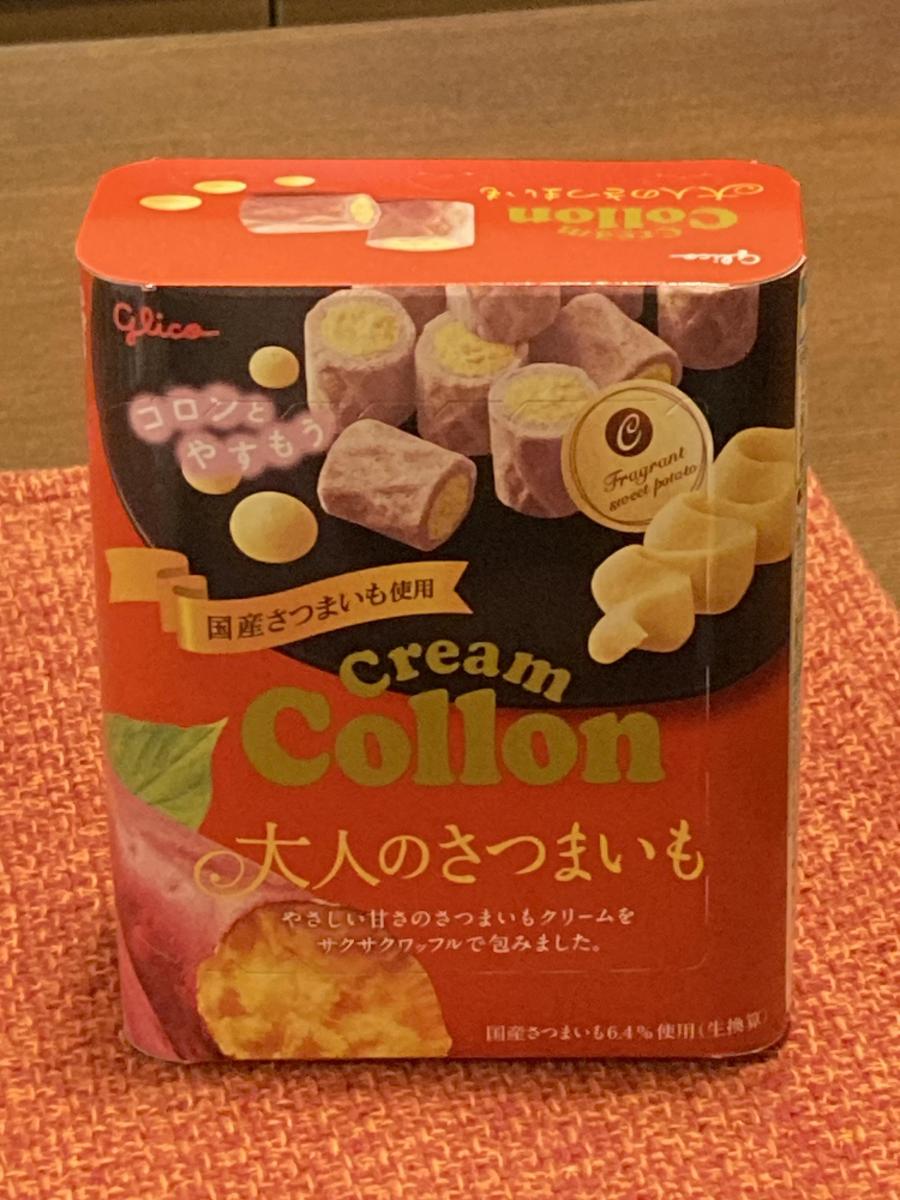 大人のさつまいも
Cream
Collon
Glico
Glico
コロンと
やすもう
C
Fragrant
sweet potato
国産さつまいも使用
Cream
Collon
大人のさつまいも
やさしい甘さのさつまいもクリームを
サクサクワッフルで包みました。
国産さつまいも6.4%使用(生換算)